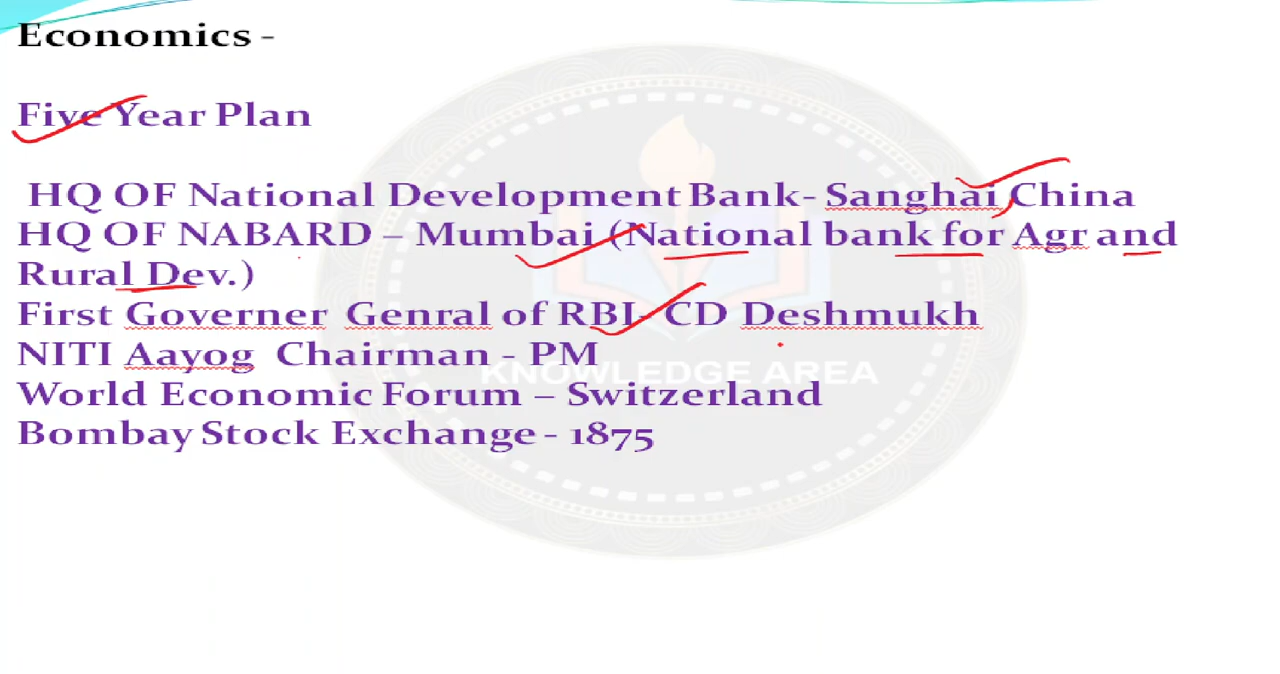 Economics -
Five Year Plan
HQ OF National Development Bank- Sanghai,China
HQ OF NABARD – Mumbai (National bank for Agr and
Rural Dev.)
First Governer Genral of RBI- CD Deshmukh
NITI Aayog Chairman - PM
KNOWLEDGE AREA
World Economic Forum – Switzerland
Bombay Stock Exchange - 1875